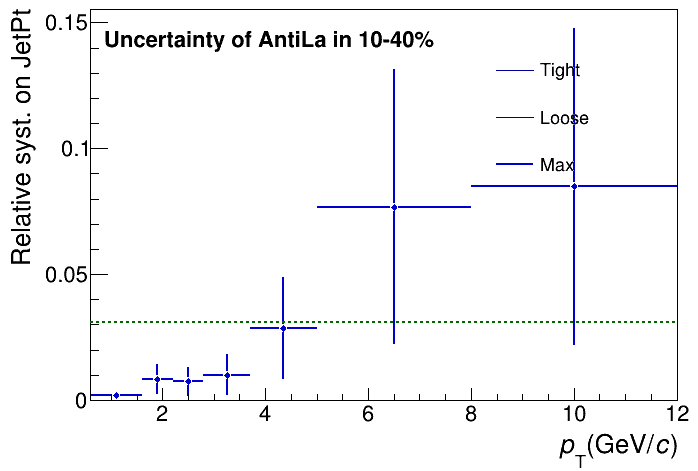 Uncertainty of AntiLa in 10-40%
Relative syst. on JetPt
0.15
0.1
0.05
0
Tight
Loose
Max
2 4 6 8 10 12
pT(GeV/c)